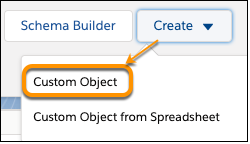 Schema Builder
Create
Custom Object
Custom Object from Spreadsheet